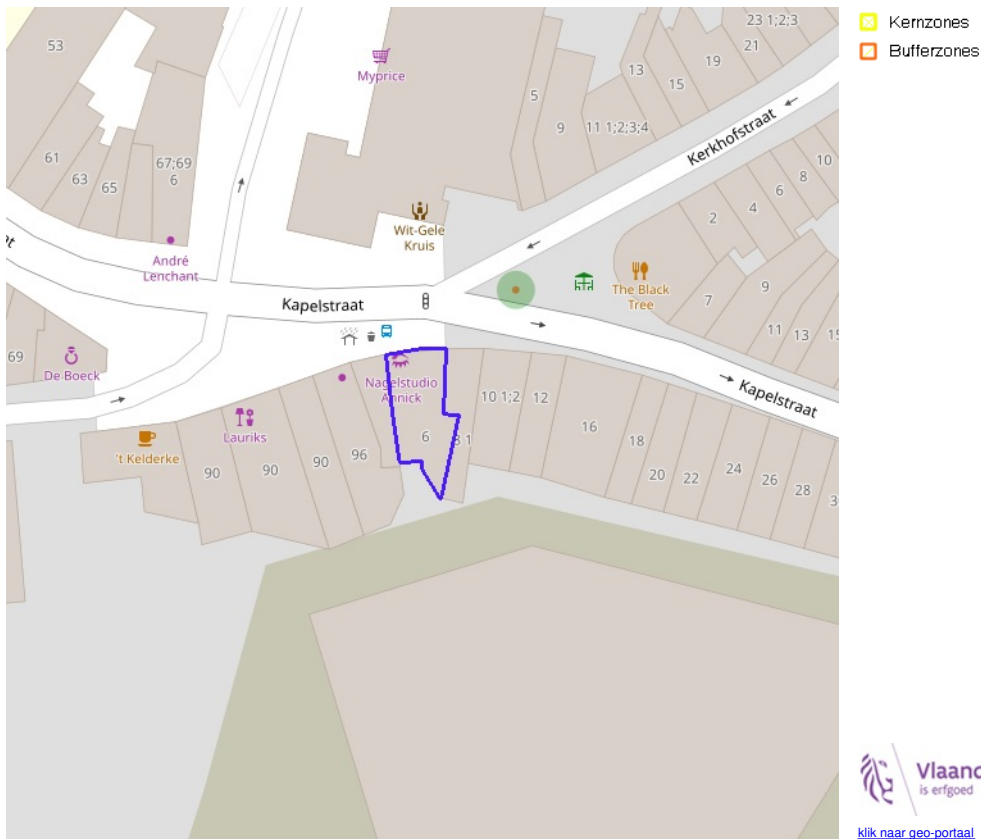 53
61
63
65
67;69
6
Myprice
5
9
11 1;2;3;4
13
15
19
21
23 1;2;3
Kerkhofstraat
10
8
6
4
2
Wit-Gele
Kruis
André
Lenchant
Kapelstraat
The Black
Tree
7
9
11
13
15
69
De Boeck
Nagelstudio
Annick
't Kelderke
Lauriks
90
90
90
96
6
8 1
10 1;2
12
16
18
20
22
24
26
28
Kapelstraat
Kernzones
Bufferzones
is erfgoed
klik naar geo-portaal